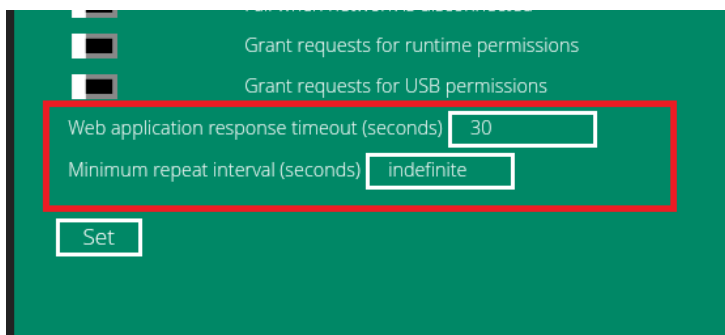 Grant requests for runtime permissions
Grant requests for USB permissions
Web application response timeout (seconds) 30
Minimum repeat interval (seconds) indefinite
Set